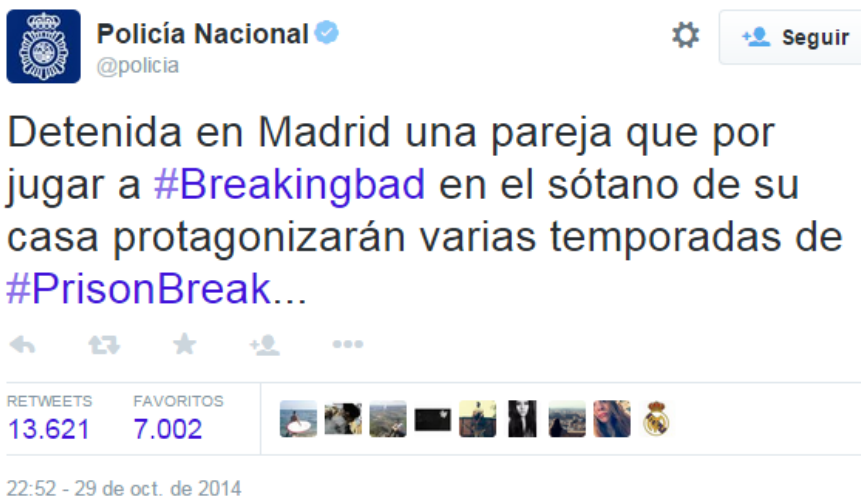 Policía Nacional
@policia
Seguir
Detenida en Madrid una pareja que por
jugar a #Breakingbad en el sótano de su
casa protagonizarán varias temporadas de
#PrisonBreak...
RETWEETS FAVORITOS
13.621 7.002
22:52 - 29 de oct. de 2014